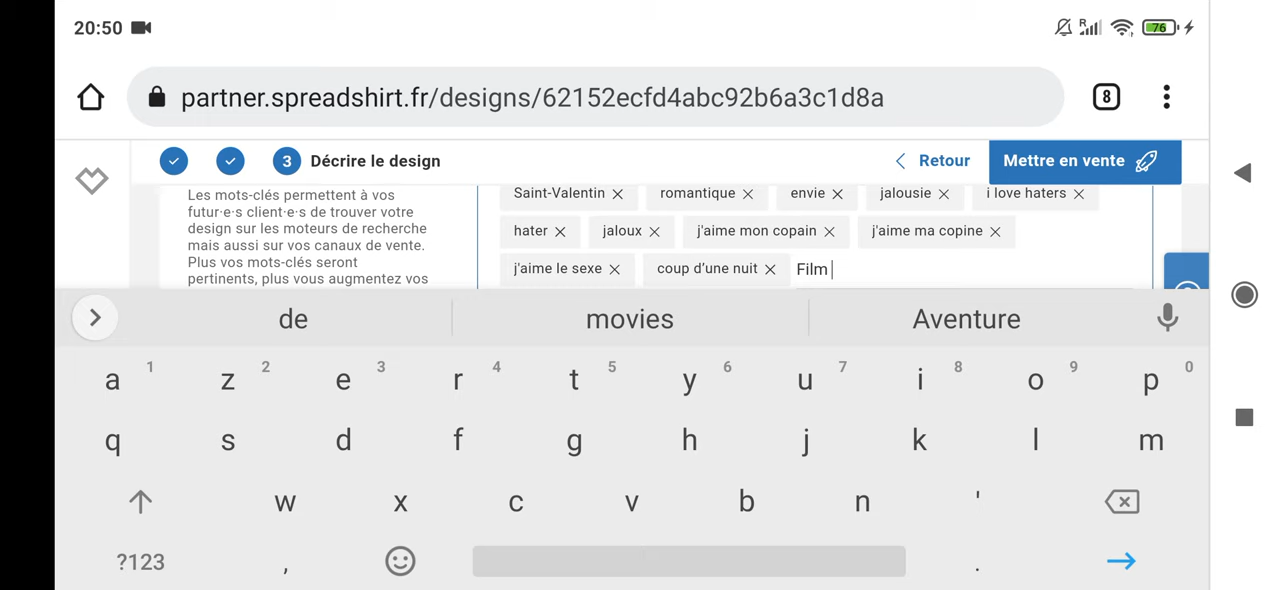 20:50
R
76
partner.spreadshirt.fr/designs/62152ecfd4abc92b6a3c1d8a
8
3 Décrire le design
Retour
Mettre en vente
Les mots-clés permettent à vos
futur·e·s client·e·s de trouver votre
design sur les moteurs de recherche
mais aussi sur vos canaux de vente.
Plus vos mots-clés seront
pertinents, plus vous augmentez vos
Saint-Valentin romantique envie jalousie i love haters
hater jaloux j'aime mon copain j'aime ma copine
j'aime le sexe coup d’une nuit Film
de movies Aventure
a 1 z 2 e 3 r 4 t 5 y 6 u 7 i 8 o 9 p 0
q s d f g h j k l m
w x c v b n '
?123 , .